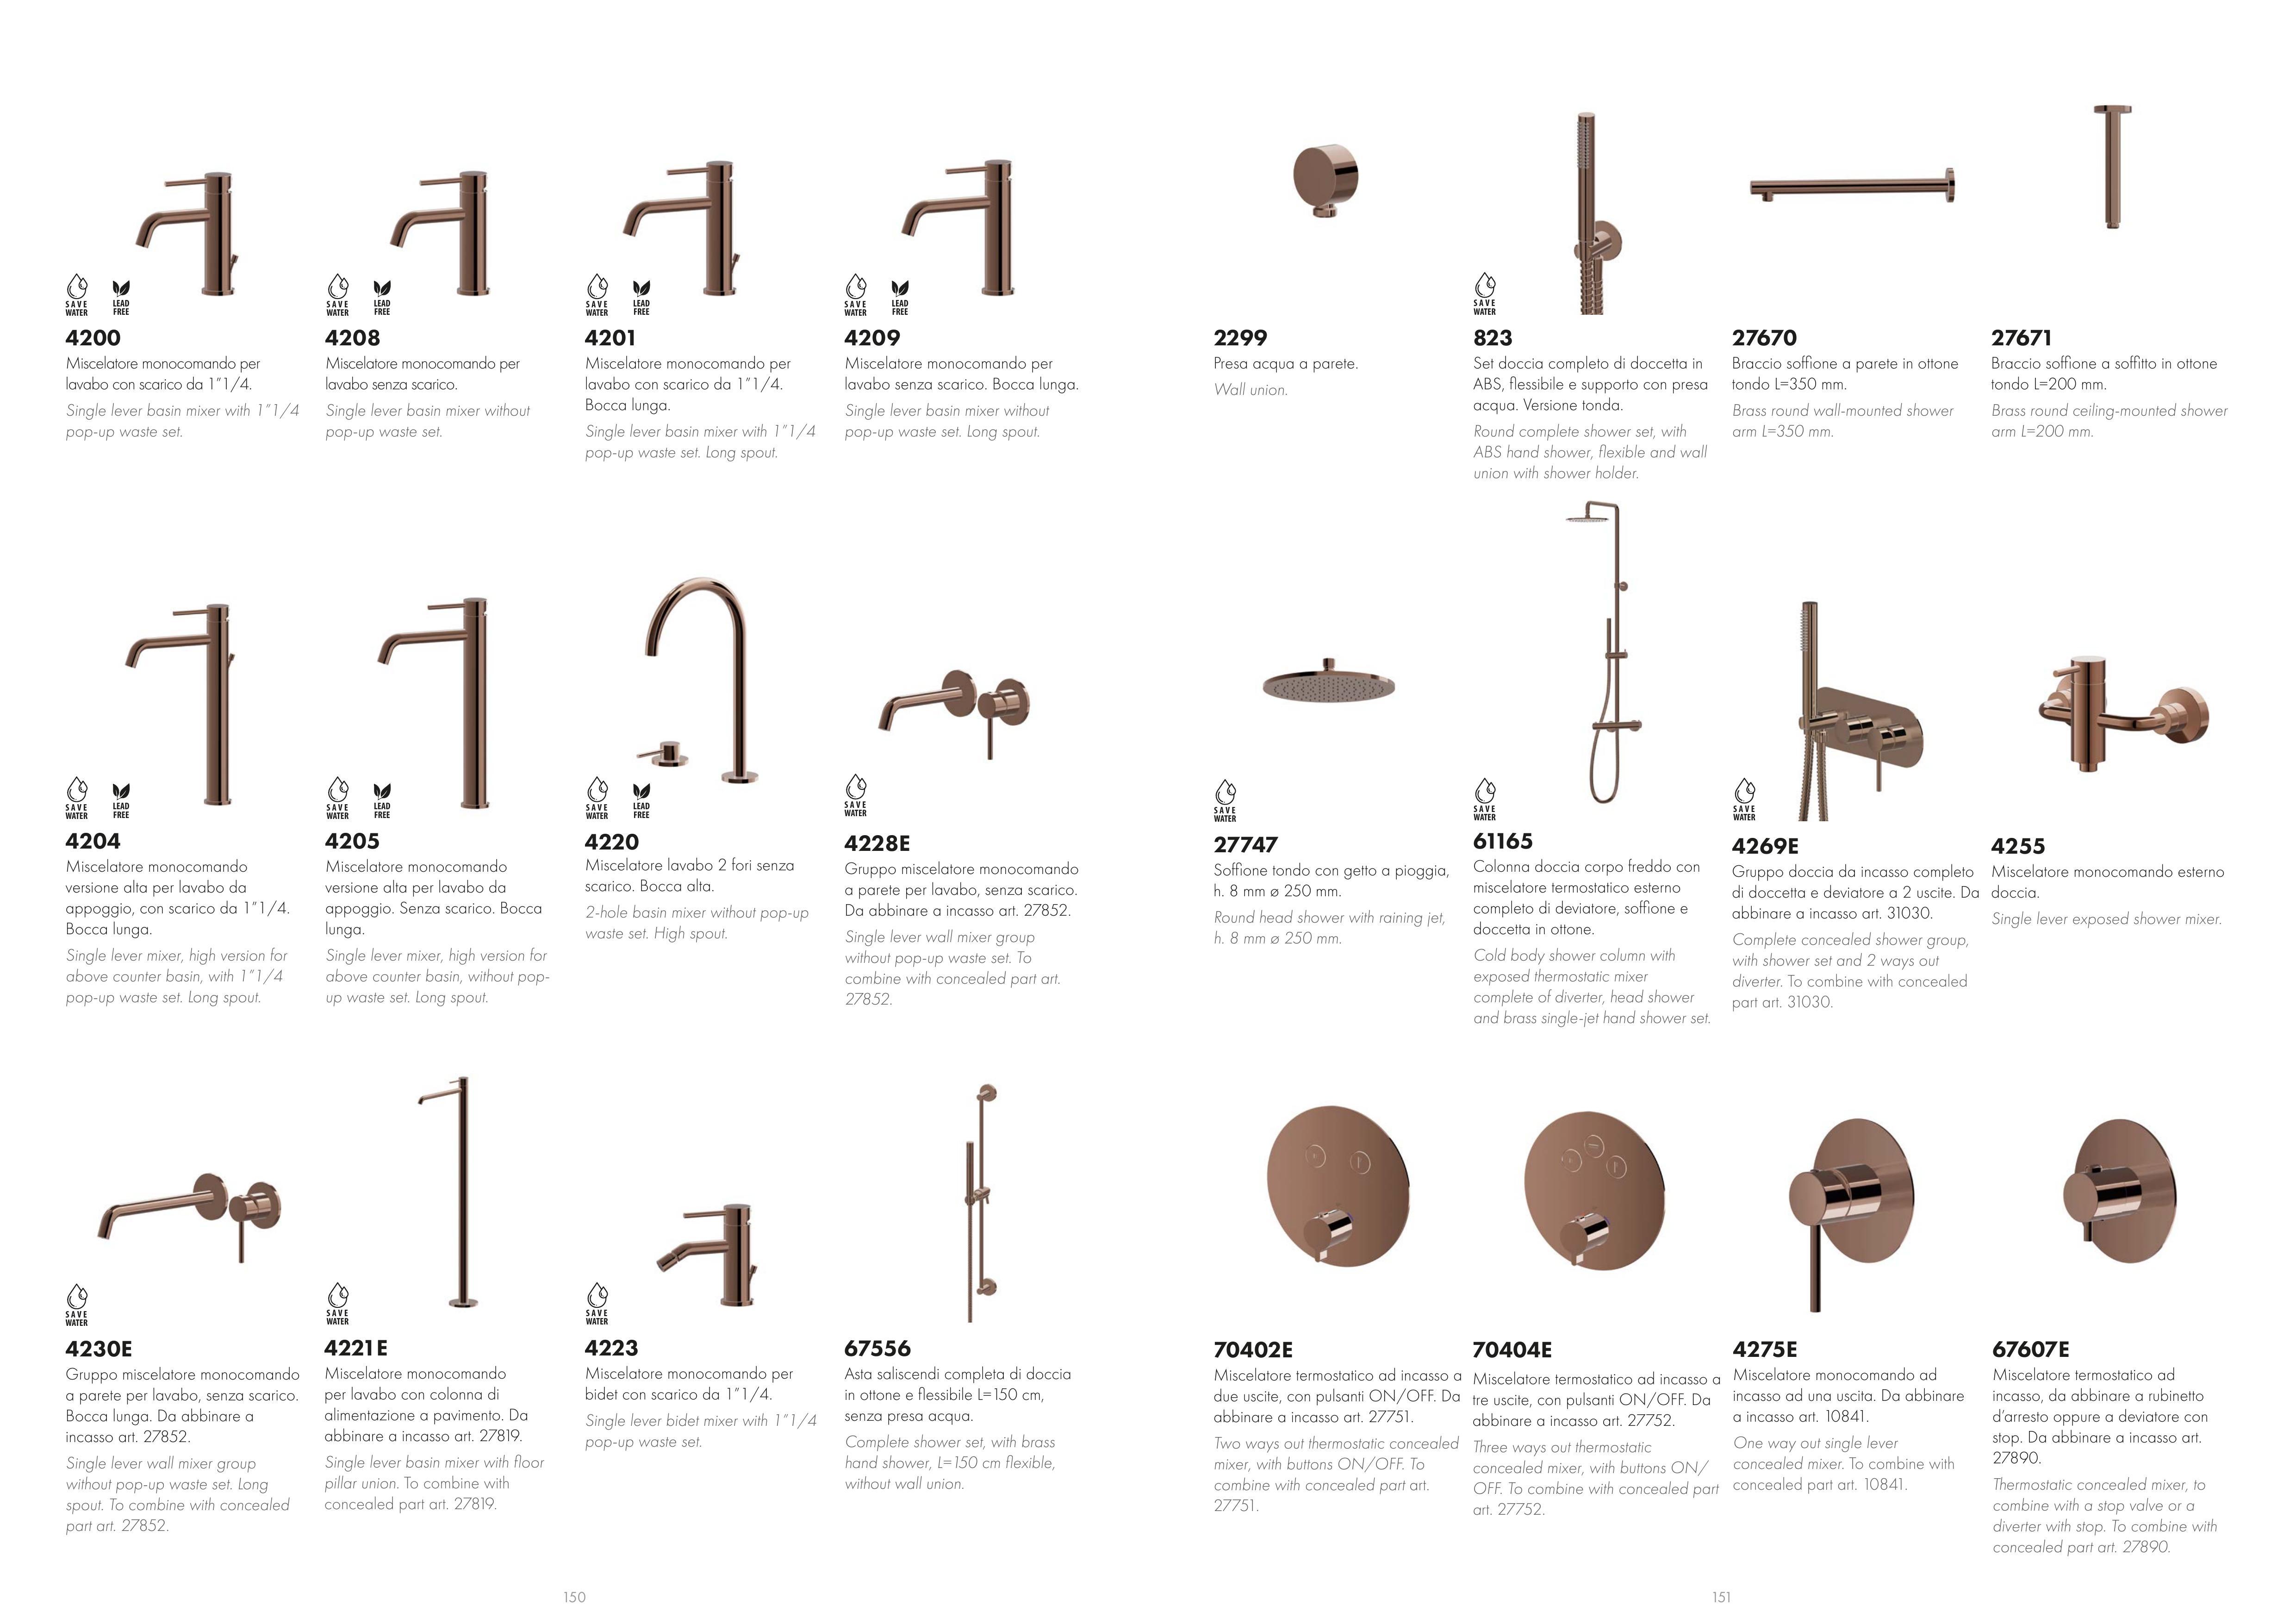 SAVE
WATER
LEAD
FREE
4200
Miscelatore monocomando per
lavabo con scarico da 1”1/4.
Single lever basin mixer with 1”1/4
pop-up waste set.
SAVE
WATER
LEAD
FREE
4208
Miscelatore monocomando per
lavabo senza scarico.
Single lever basin mixer without
pop-up waste set.
SAVE
WATER
LEAD
FREE
4201
Miscelatore monocomando per
lavabo con scarico da 1”1/4.
Bocca lunga.
Single lever basin mixer with 1”1/4
pop-up waste set. Long spout.
SAVE
WATER
LEAD
FREE
4209
Miscelatore monocomando per
lavabo senza scarico. Bocca lunga.
Single lever basin mixer without
pop-up waste set. Long spout.
SAVE
WATER
LEAD
FREE
4204
Miscelatore monocomando
versione alta per lavabo da
appoggio, con scarico da 1”1/4.
Bocca lunga.
Single lever mixer, high version for
above counter basin, with 1”1/4
pop-up waste set. Long spout.
SAVE
WATER
LEAD
FREE
4205
Miscelatore monocomando
versione alta per lavabo da
appoggio. Senza scarico. Bocca
lunga.
Single lever mixer, high version for
above counter basin, without pop-
up waste set. Long spout.
SAVE
WATER
LEAD
FREE
4220
Miscelatore lavabo 2 fori senza
scarico. Bocca alta.
2-hole basin mixer without pop-up
waste set. High spout.
SAVE
WATER
4228E
Gruppo miscelatore monocomando
a parete per lavabo, senza scarico.
Da abbinare a incasso art. 27852.
Single lever wall mixer group
without pop-up waste set. To
combine with concealed part art.
27852.
SAVE
WATER
4230E
Gruppo miscelatore monocomando
a parete per lavabo, senza scarico.
Bocca lunga. Da abbinare a
incasso art. 27852.
Single lever wall mixer group
without pop-up waste set. Long
spout. To combine with concealed
part art. 27852.
SAVE
WATER
4221E
Miscelatore monocomando
per lavabo con colonna di
alimentazione a pavimento. Da
abbinare a incasso art. 27819.
Single lever basin mixer with floor
pillar union. To combine with
concealed part art. 27819.
SAVE
WATER
4223
Miscelatore monocomando per
bidet con scarico da 1”1/4.
Single lever bidet mixer with 1”1/4
pop-up waste set.
67556
Asta saliscendi completa di doccia
in ottone e flessibile L=150 cm,
senza presa acqua.
Complete shower set, with brass
hand shower, L=150 cm flexible,
without wall union.
150
2299
Presa acqua a parete.
Wall union.
SAVE
WATER
823
Set doccia completo di doccetta in
ABS, flessibile e supporto con presa
acqua. Versione tonda.
Round complete shower set, with
ABS hand shower, flexible and wall
union with shower holder.
27670
Braccio soffione a parete in ottone
tondo L=350 mm.
Brass round wall-mounted shower
arm L=350 mm.
27671
Braccio soffione a soffitto in ottone
tondo L=200 mm.
Brass round ceiling-mounted shower
arm L=200 mm.
SAVE
WATER
27747
Soffione tondo con getto a pioggia,
h. 8 mm ø 250 mm.
Round head shower with raining jet,
h. 8 mm ø 250 mm.
SAVE
WATER
61165
Colonna doccia corpo freddo con
miscelatore termostatico esterno
completo di deviatore, soffione e
doccetta in ottone.
Cold body shower column with
exposed thermostatic mixer
complete of diverter, head shower
and brass single-jet hand shower set.
SAVE
WATER
4269E
Gruppo doccia da incasso completo
di doccetta e deviatore a 2 uscite. Da
abbinare a incasso art. 31030.
Complete concealed shower group,
with shower set and 2 ways out
diverter. To combine with concealed
part art. 31030.
4255
Miscelatore monocomando esterno
doccia.
Single lever exposed shower mixer.
70402E
Miscelatore termostatico ad incasso a
due uscite, con pulsanti ON/OFF. Da
abbinare a incasso art. 27751.
Two ways out thermostatic concealed
mixer, with buttons ON/OFF. To
combine with concealed part art.
27751.
70404E
Miscelatore termostatico ad incasso a
tre uscite, con pulsanti ON/OFF. Da
abbinare a incasso art. 27752.
Three ways out thermostatic
concealed mixer, with buttons ON/
OFF. To combine with concealed part
art. 27752.
4275E
Miscelatore monocomando ad
incasso ad una uscita. Da abbinare
a incasso art. 10841.
One way out single lever
concealed mixer. To combine with
concealed part art. 10841.
67607E
Miscelatore termostatico ad
incasso, da abbinare a rubinetto
d’arresto oppure a deviatore con
stop. Da abbinare a incasso art.
27890.
Thermostatic concealed mixer, to
combine with a stop valve or a
diverter with stop. To combine with
concealed part art. 27890.
151